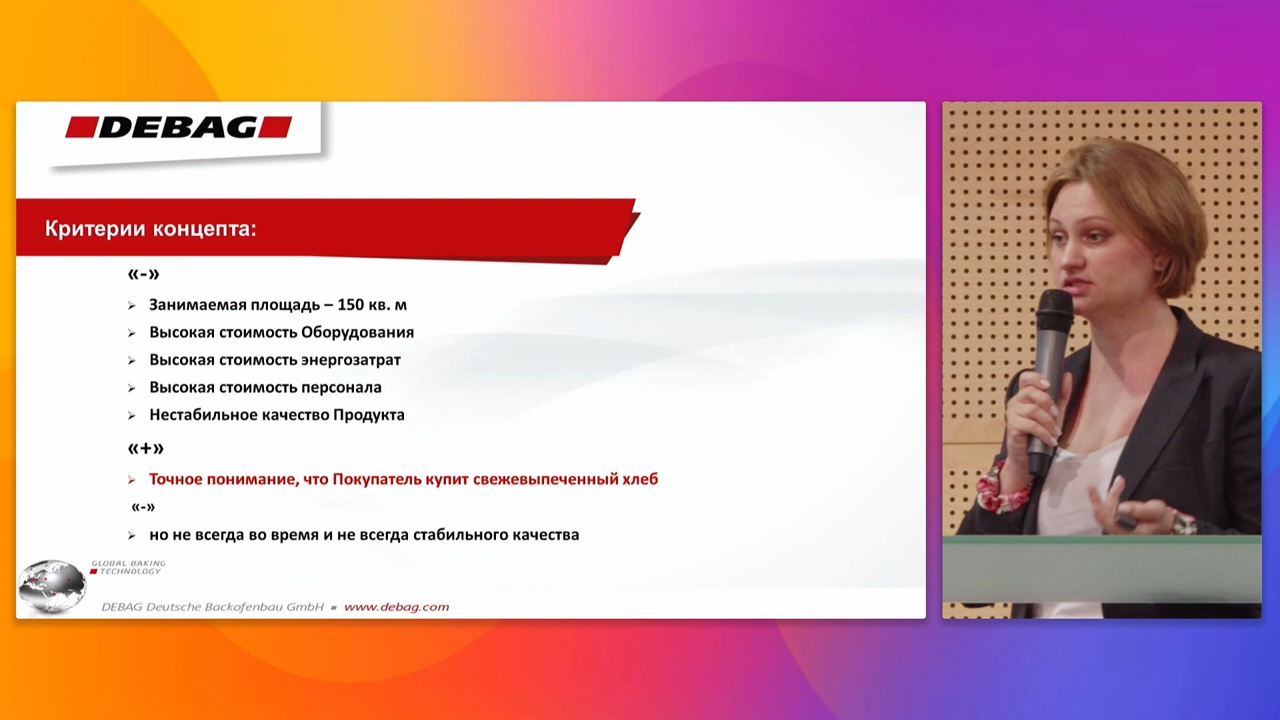 DEBAG
Критерии концепта:
«-»
Занимаемая площадь – 150 кв. м
Высокая стоимость Оборудования
Высокая стоимость энергозатрат
Высокая стоимость персонала
Нестабильное качество Продукта
«+»
Точное понимание, что Покупатель купит свежевыпеченный хлеб
«-»
но не всегда во время и не всегда стабильного качества
GLOBAL BAKING
TECHNOLOGY
DEBAG Deutsche Backofenbau GmbH ▪ www.debag.com